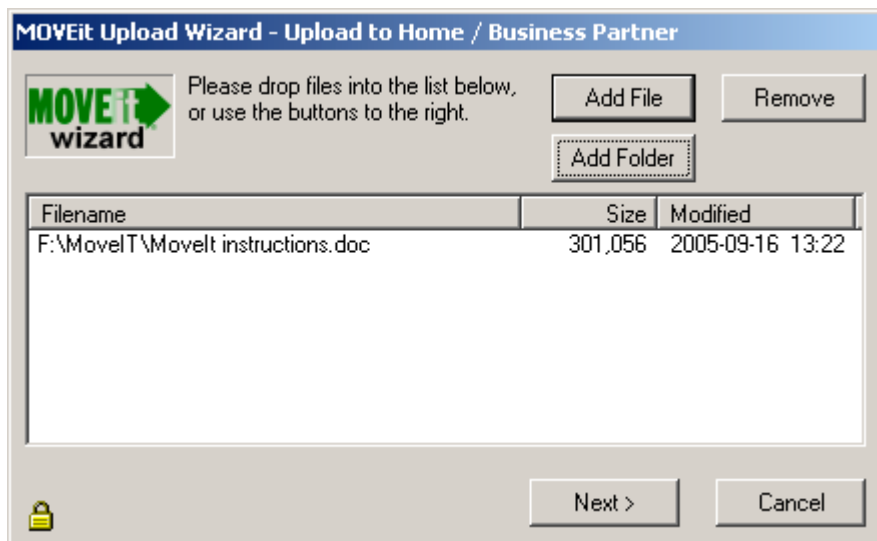 MOVEit Upload Wizard - Upload to Home / Business Partner
MOVEit
wizard
Please drop files into the list below,
or use the buttons to the right.
Add File
Remove
Add Folder
Filename Size Modified
F:\MoveIT\MoveIt instructions.doc 301,056 2005-09-16 13:22
Next >
Cancel